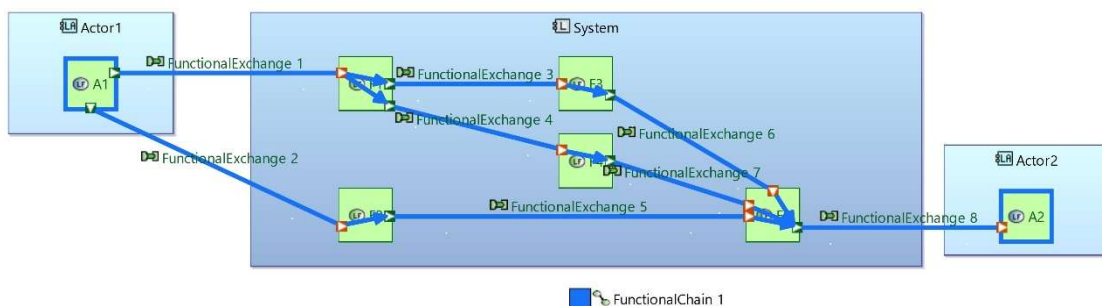 Actor1
System
A1
FunctionalExchange 1
FunctionalExchange 3
F3
FunctionalExchange 4
FunctionalExchange 6
FunctionalExchange 2
FunctionalExchange 7
Actor2
FunctionalExchange 5
FunctionalExchange 8
A2
FunctionalChain 1